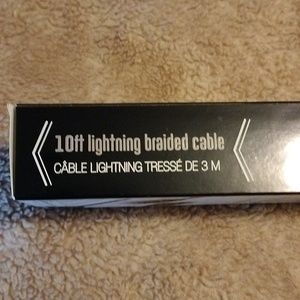 10ft lightning braided cable
CÂBLE LIGHTNING TRESSÉ DE 3 M